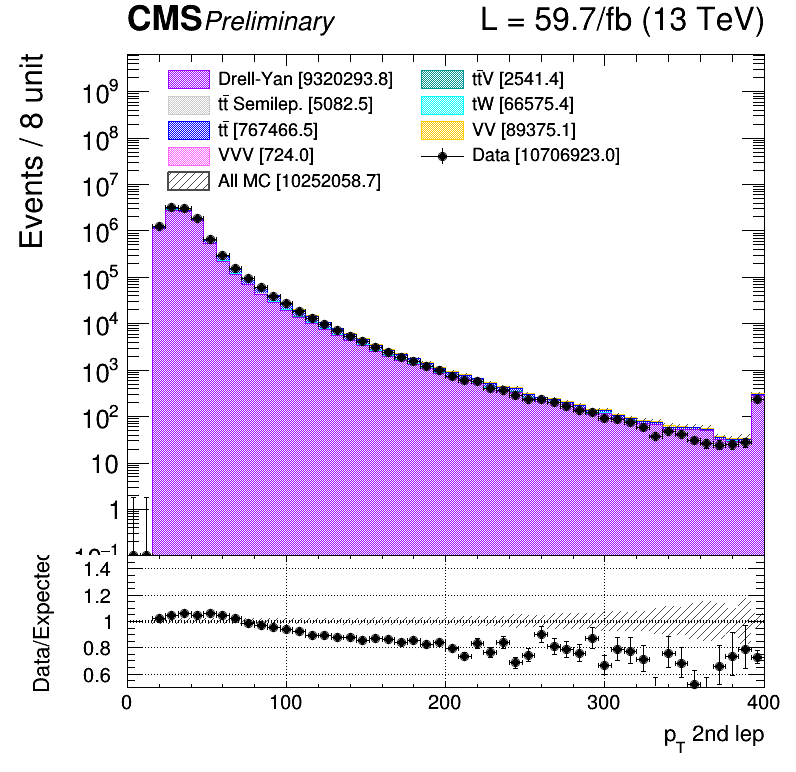 CMS Preliminary L = 59.7/fb (13 TeV)
Events / 8 unit
Drell-Yan [9320293.8]
tt̄ Semilep. [5082.5]
tt̄ [767466.5]
VVV [724.0]
All MC [10252058.7]
tt̄V [2541.4]
tW [66575.4]
VV [89375.1]
Data [10706923.0]
10⁹
10⁸
10⁷
10⁶
10⁵
10⁴
10³
10²
10
1
10⁻¹
Data/Expected
1.4
1.2
1
0.8
0.6
0 100 200 300 400
p_T 2nd lep